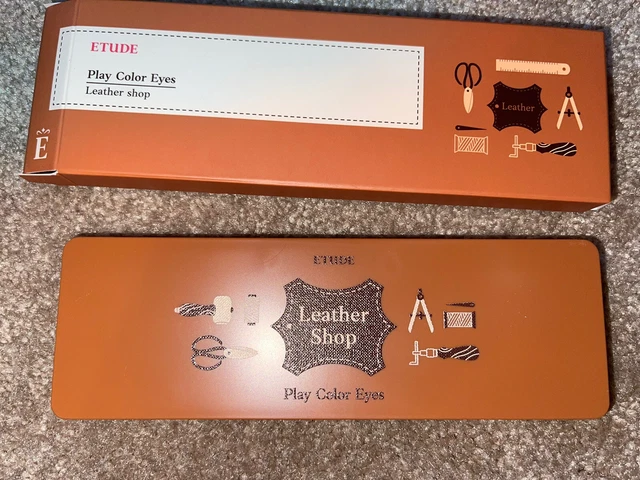 ETUDE
Play Color Eyes
Leather shop
Leather
E
ETUDE
Leather
Shop
Play Color Eyes